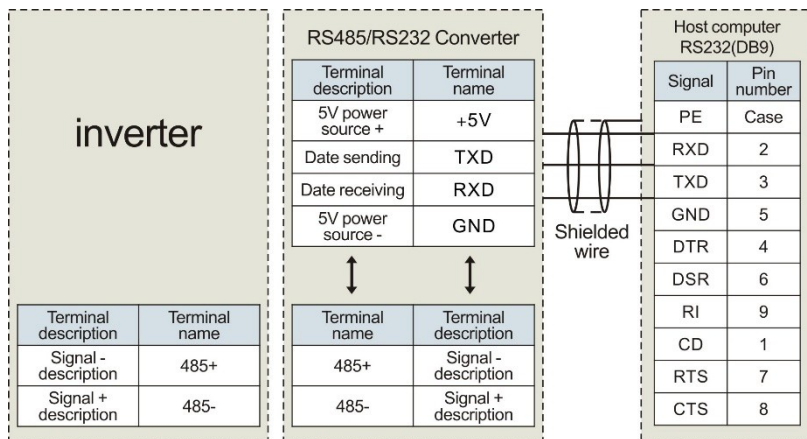 inverter
Terminal description Terminal name
Signal - description 485+
Signal + description 485-
RS485/RS232 Converter
Terminal description Terminal name
5V power source + +5V
Date sending TXD
Date receiving RXD
5V power source - GND
Terminal name Terminal description
485+ Signal - description
485- Signal + description
Shielded
wire
Host computer
RS232(DB9)
Signal Pin number
PE Case
RXD 2
TXD 3
GND 5
DTR 4
DSR 6
RI 9
CD 1
RTS 7
CTS 8